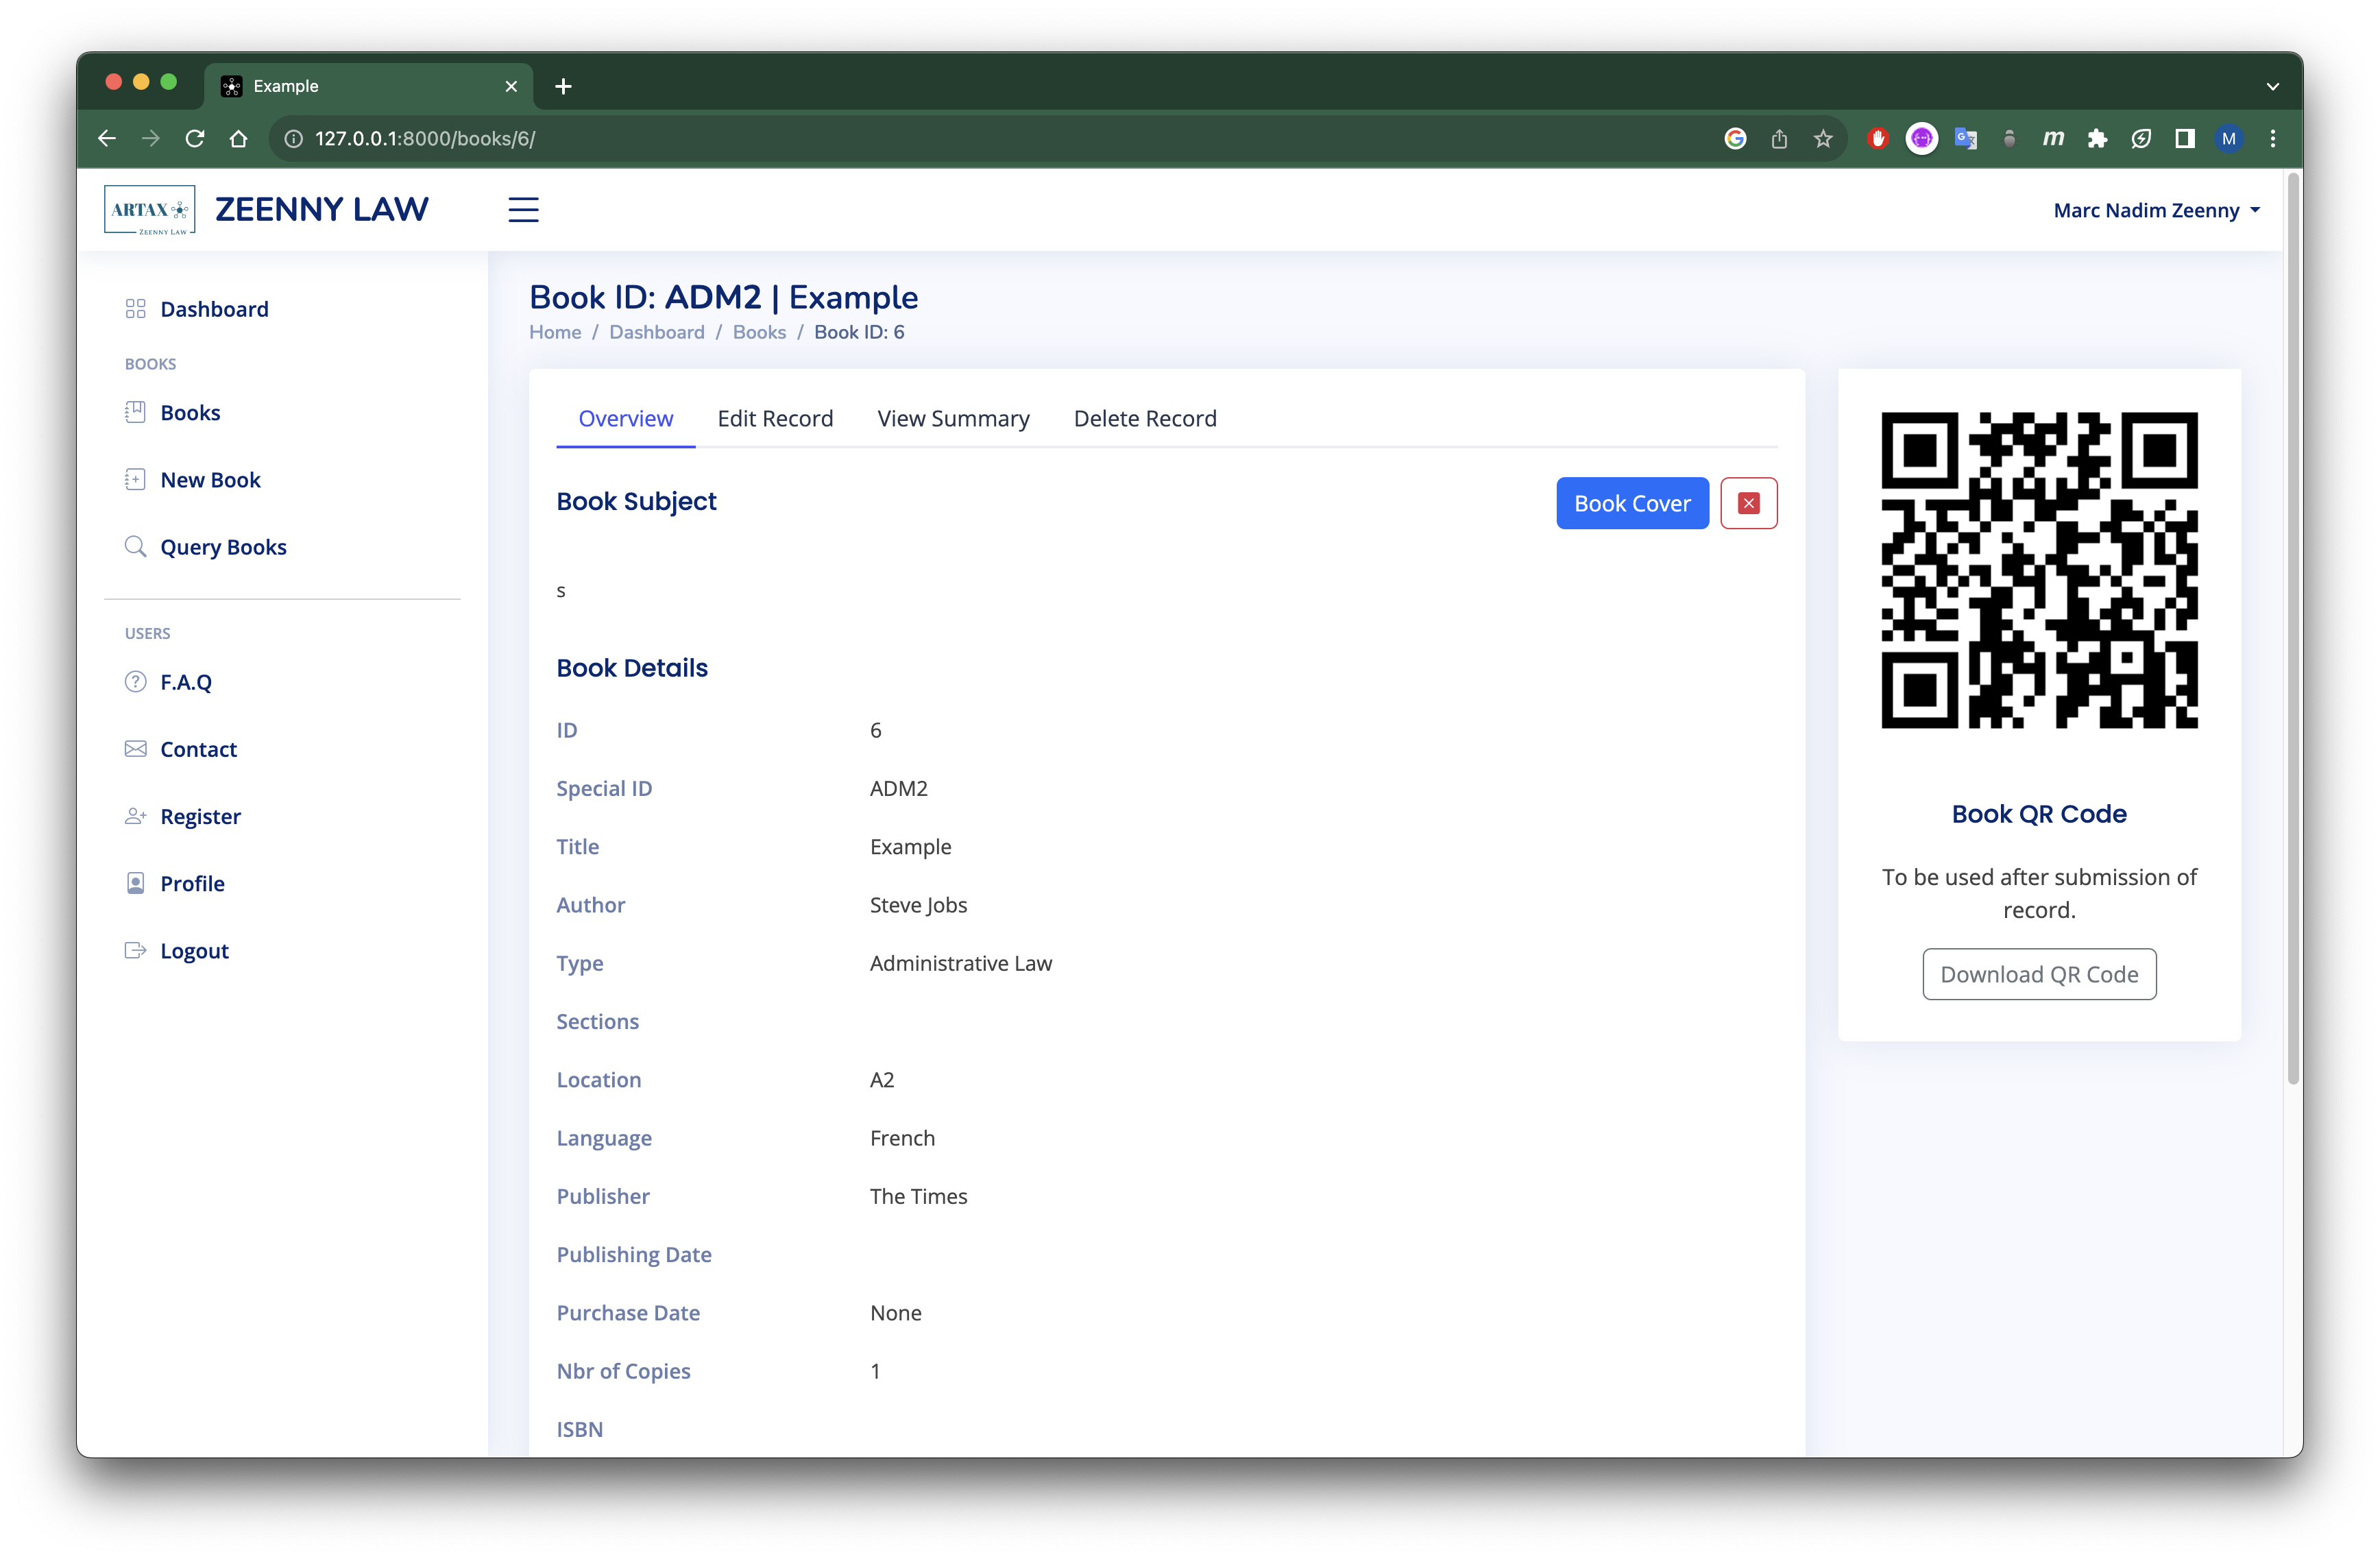 Example
127.0.0.1:8000/books/6/
M
ARTAX
ZEENNY LAW
ZEENNY LAW
Marc Nadim Zeenny
Dashboard
BOOKS
Books
New Book
Query Books
USERS
F.A.Q
Contact
Register
Profile
Logout
Book ID: ADM2 | Example
Home / Dashboard / Books / Book ID: 6
Overview Edit Record View Summary Delete Record
Book Subject
Book Cover
s
Book Details
ID 6
Special ID ADM2
Title Example
Author Steve Jobs
Type Administrative Law
Sections
Location A2
Language French
Publisher The Times
Publishing Date
Purchase Date None
Nbr of Copies 1
ISBN
Book QR Code
To be used after submission of
record.
Download QR Code